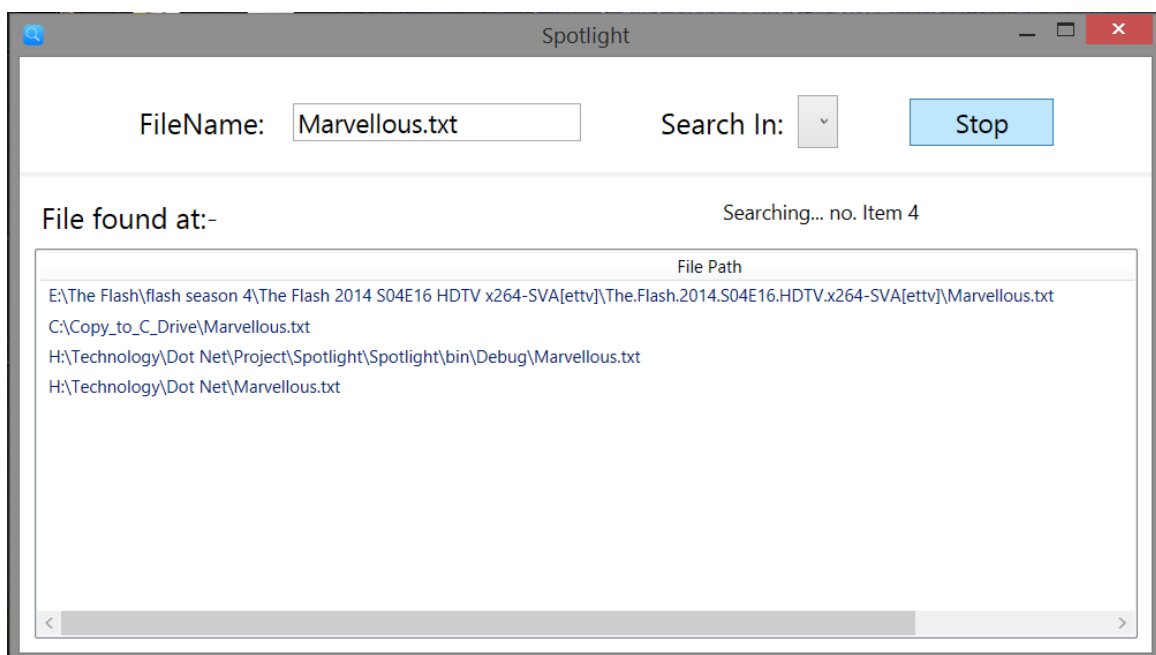 Spotlight
FileName: Marvellous.txt Search In: Stop
File found at:- Searching... no. Item 4
File Path
E:\The Flash\flash season 4\The Flash 2014 S04E16 HDTV x264-SVA[ettv]\The.Flash.2014.S04E16.HDTV.x264-SVA[ettv]\Marvellous.txt
C:\Copy_to_C_Drive\Marvellous.txt
H:\Technology\Dot Net\Project\Spotlight\Spotlight\bin\Debug\Marvellous.txt
H:\Technology\Dot Net\Marvellous.txt